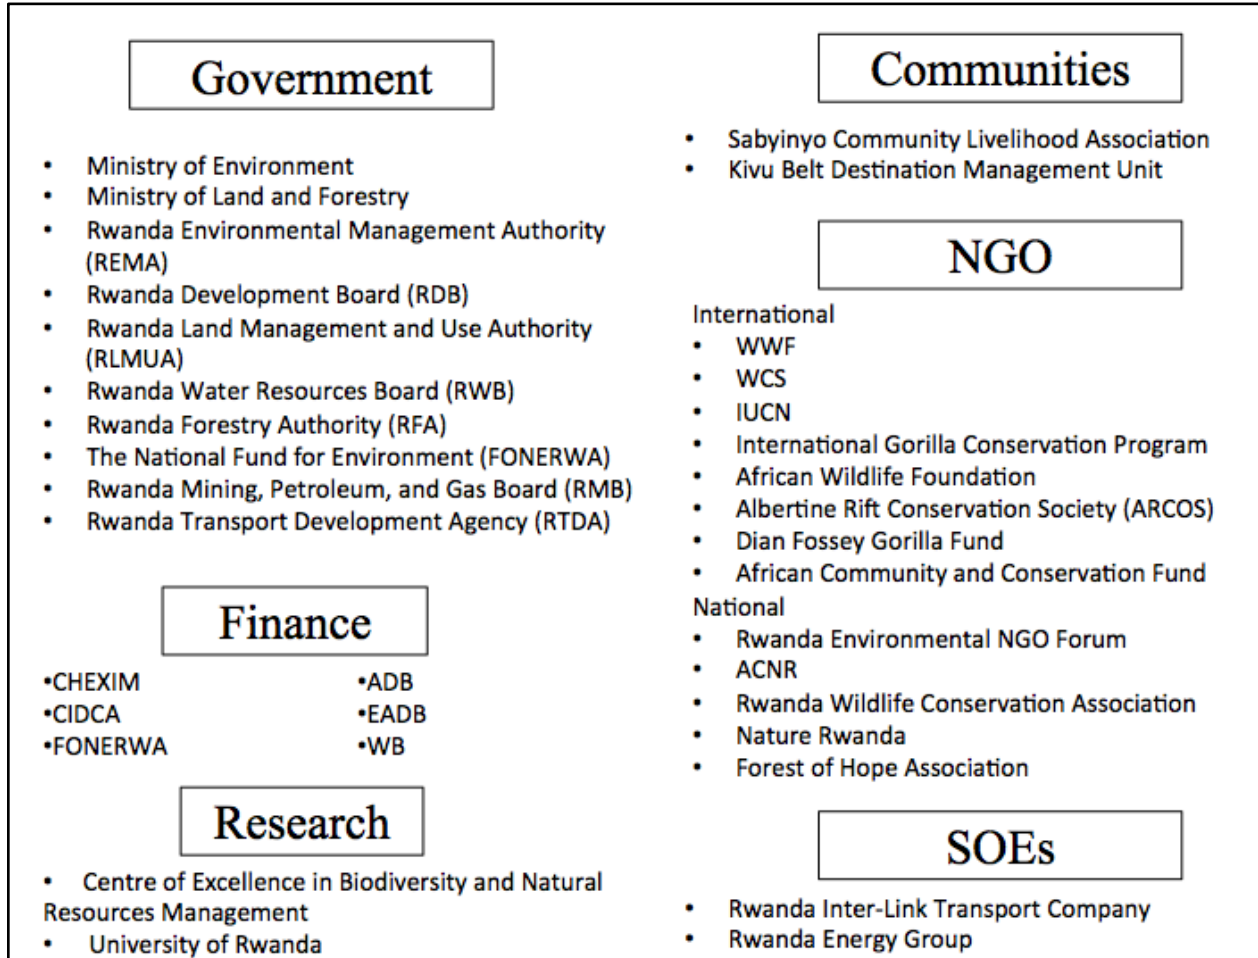 Government
• Ministry of Environment
• Ministry of Land and Forestry
• Rwanda Environmental Management Authority
(REMA)
• Rwanda Development Board (RDB)
• Rwanda Land Management and Use Authority
(RLMUA)
• Rwanda Water Resources Board (RWB)
• Rwanda Forestry Authority (RFA)
• The National Fund for Environment (FONERWA)
• Rwanda Mining, Petroleum, and Gas Board (RMB)
• Rwanda Transport Development Agency (RTDA)
Finance
•CHEXIM
•CIDCA
•FONERWA
•ADB
•EADB
•WB
Research
• Centre of Excellence in Biodiversity and Natural
Resources Management
• University of Rwanda
Communities
• Sabyinyo Community Livelihood Association
• Kivu Belt Destination Management Unit
NGO
International
• WWF
• WCS
• IUCN
• International Gorilla Conservation Program
• African Wildlife Foundation
• Albertine Rift Conservation Society (ARCOS)
• Dian Fossey Gorilla Fund
• African Community and Conservation Fund
National
• Rwanda Environmental NGO Forum
• ACNR
• Rwanda Wildlife Conservation Association
• Nature Rwanda
• Forest of Hope Association
SOEs
• Rwanda Inter-Link Transport Company
• Rwanda Energy Group